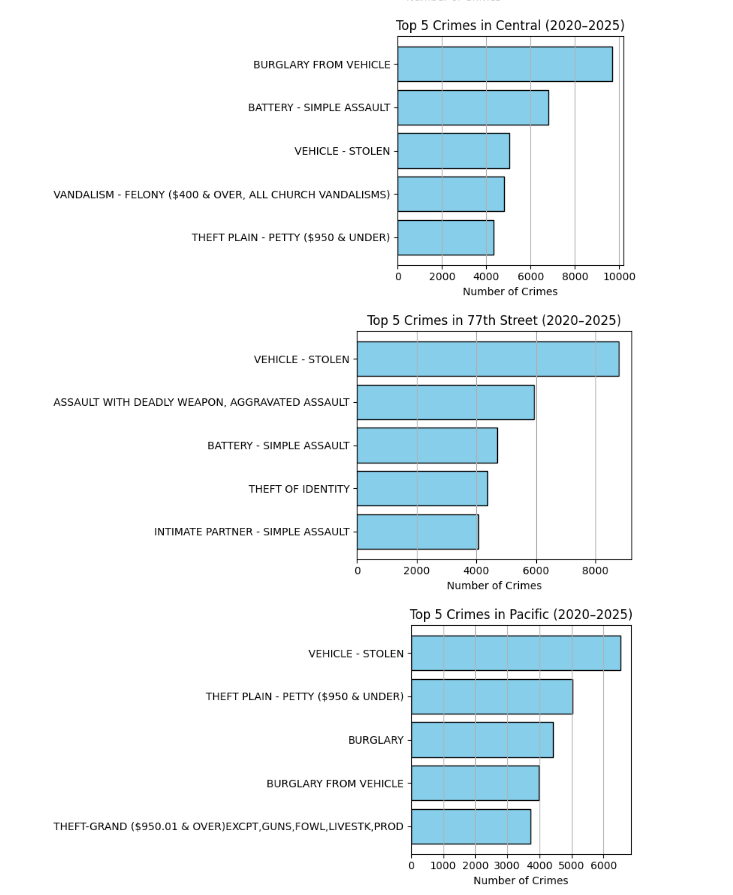 Top 5 Crimes in Central (2020–2025)
BURGLARY FROM VEHICLE
BATTERY - SIMPLE ASSAULT
VEHICLE - STOLEN
VANDALISM - FELONY ($400 & OVER, ALL CHURCH VANDALISMS)
THEFT PLAIN - PETTY ($950 & UNDER)
0 2000 4000 6000 8000 10000
Number of Crimes
Top 5 Crimes in 77th Street (2020–2025)
VEHICLE - STOLEN
ASSAULT WITH DEADLY WEAPON, AGGRAVATED ASSAULT
BATTERY - SIMPLE ASSAULT
THEFT OF IDENTITY
INTIMATE PARTNER - SIMPLE ASSAULT
0 2000 4000 6000 8000
Number of Crimes
Top 5 Crimes in Pacific (2020–2025)
VEHICLE - STOLEN
THEFT PLAIN - PETTY ($950 & UNDER)
BURGLARY
BURGLARY FROM VEHICLE
THEFT-GRAND ($950.01 & OVER)EXCPT,GUNS,FOWL,LIVESTK,PROD
0 1000 2000 3000 4000 5000 6000
Number of Crimes